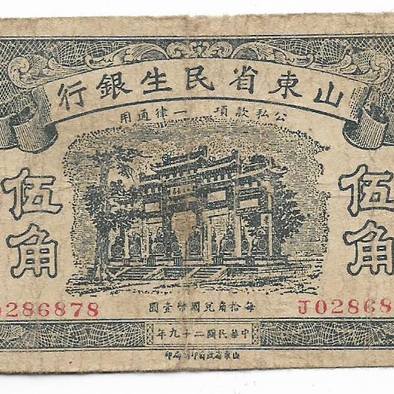 行銀生民省東山
用通律一 項款私公
伍角
伍角
0286878
J02868
圓壹幣國兌角拾每
年九十二國民華中